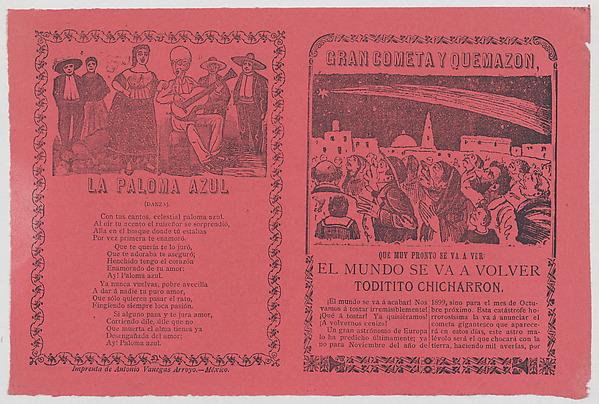 LA PALOMA AZUL
(DANZA).
Con tus cantos, celestial paloma azul.
Al oir tu acento el ruiseñor se sorprendió,
Alla en el bosque donde tú estabas
Por vez primera te enamoró.
Que te quería te lo juró,
Que te adoraba te aseguró;
Henchido tengo el corazón
Enamorado de tu amor:
Ay! Paloma azul.
Ya nunca vuelvas, pobre avecilla
A dar á nadie tu puro amor,
Que sólo quieren pasar el rato,
Fingiendo siempre loca pasión.
Si alguno pasa y te jura amor,
Corriendo dile, dile que no
Que muerta el alma tienes ya
Desengañada del amor:
Ay! Paloma azul.
Imprenta de Antonio Vanegas Arroyo.—México.
GRAN COMETA Y QUEMAZON,
QUE MUY PRONTO SE VA A VER:
EL MUNDO SE VA A VOLVER
TODITITO CHICHARRON.
¡El mundo se vá á acabar! Nos
vamos á tostar irremisiblemente!
¡Qué á tostar! Ya quisiéramos
¡A volvernos ceniza!
Un gran astrónomo de Europa
lo ha predicho últimamente; ya
no para Noviembre del año de
1899, sino para el mes de Octu-
bre próximo. Esta catástrofe ho-
rrorosísima la vá á anunciar el
cometa gigantesco que aparece-
rá en estos días, este astro ma-
lévolo será el que chocará con la
tierra, haciendo mil averías, por